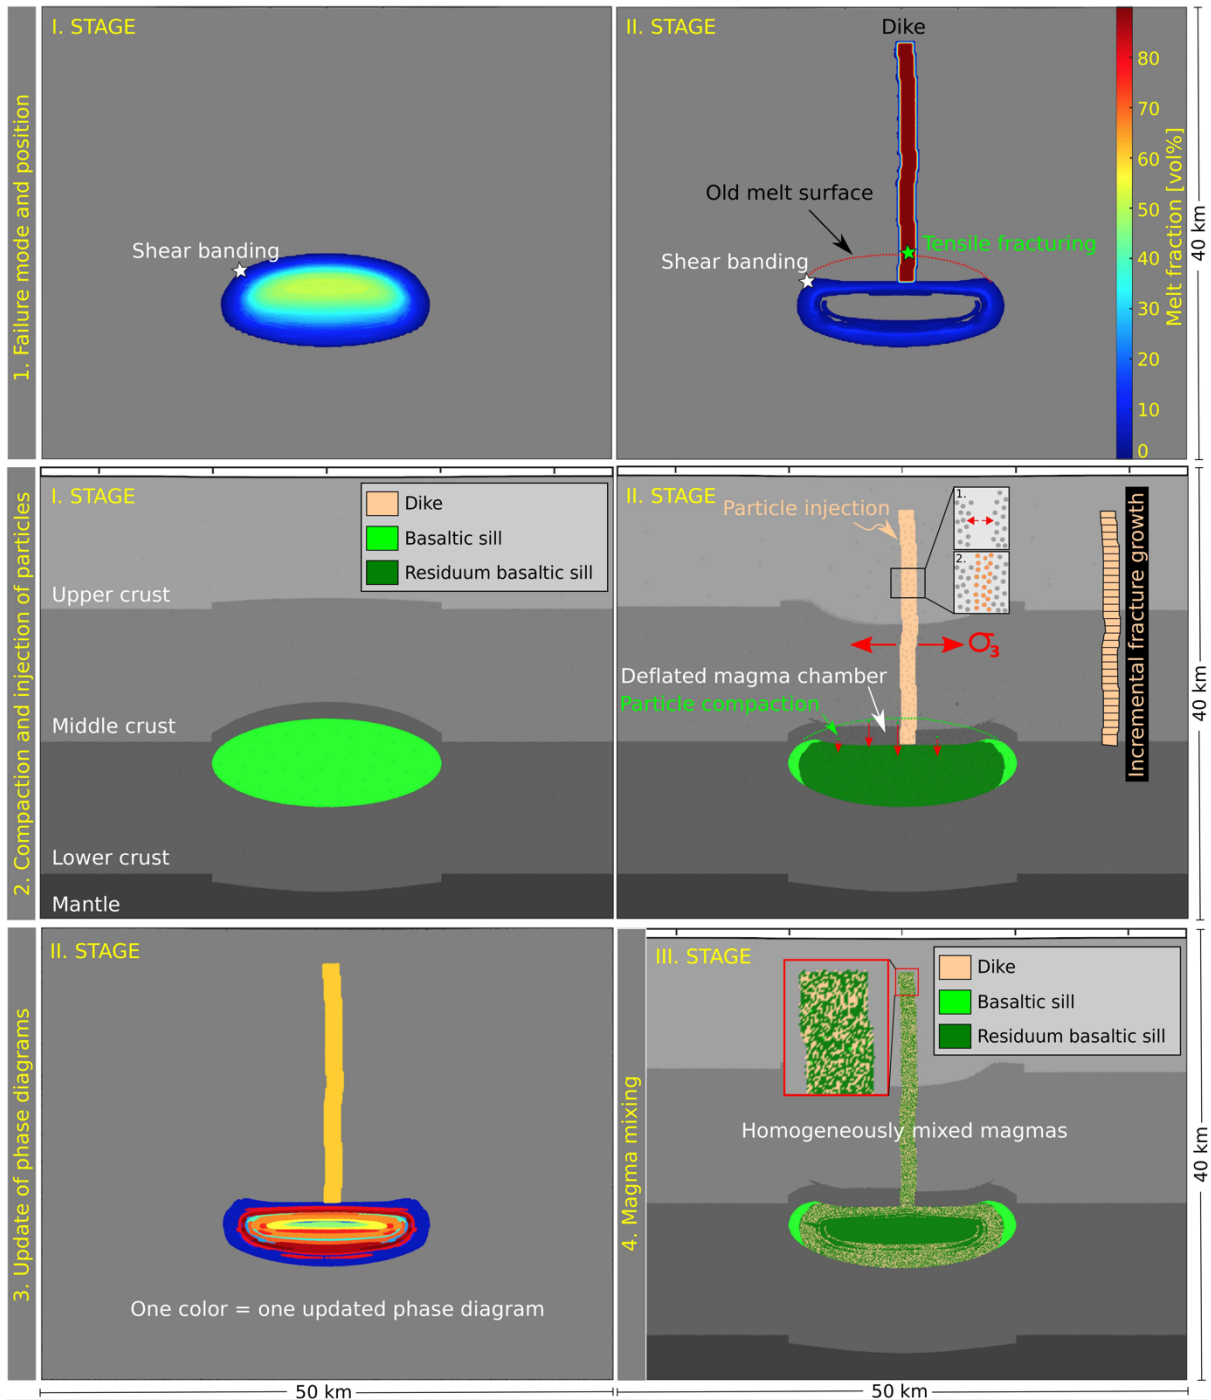 1. Failure mode and position
I. STAGE
Shear banding
II. STAGE
Dike
Old melt surface
Tensile fracturing
Shear banding
80
70
60
50
40
30
20
10
0
Melt fraction [vol%]
40 km
2. Compaction and injection of particles
I. STAGE
Dike
Basaltic sill
Residuum basaltic sill
Upper crust
Middle crust
Lower crust
Mantle
II. STAGE
Particle injection
1.
2.
σ3
Deflated magma chamber
Particle compaction
Incremental fracture growth
40 km
3. Update of phase diagrams
II. STAGE
One color = one updated phase diagram
50 km
4. Magma mixing
III. STAGE
Dike
Basaltic sill
Residuum basaltic sill
Homogeneously mixed magmas
40 km
50 km